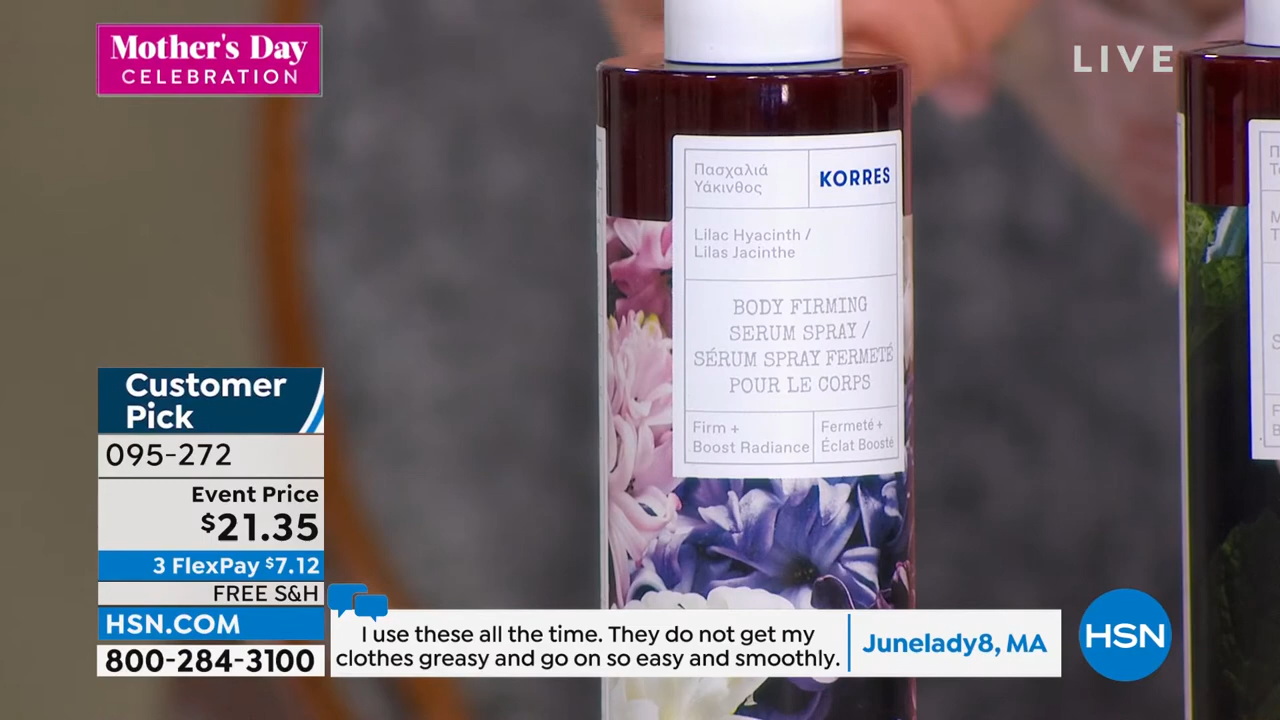 Mother's Day
CELEBRATION
LIVE
Πασχαλιά
Υάκινθος
KORRES
Lilac Hyacinth /
Lilas Jacinthe
BODY FIRMING
SERUM SPRAY /
SÉRUM SPRAY FERMETÉ
POUR LE CORPS
Firm +
Boost Radiance
Fermeté +
Éclat Boosté
Customer
Pick
095-272
Event Price
$21.35
3 FlexPay $7.12
FREE S&H
HSN.COM
800-284-3100
I use these all the time. They do not get my
clothes greasy and go on so easy and smoothly.
Junelady8, MA
HSN